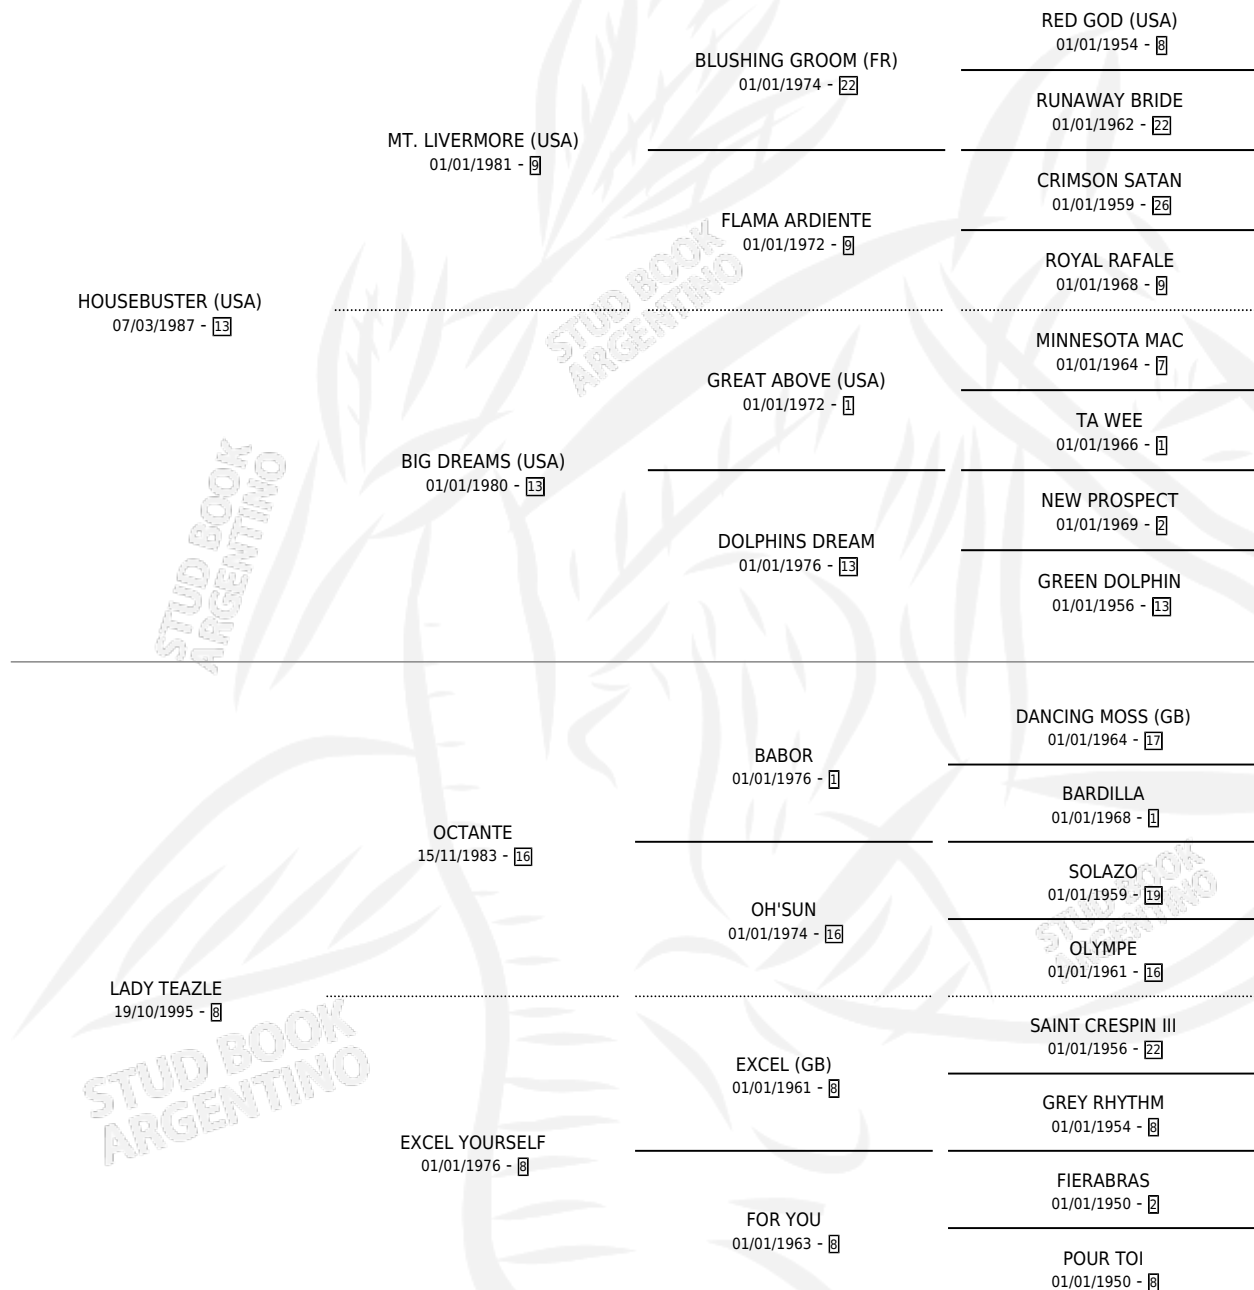 RED GOD (USA)
01/01/1954 - 8
BLUSHING GROOM (FR)
01/01/1974 - 22
RUNAWAY BRIDE
01/01/1962 - 22
MT. LIVERMORE (USA)
01/01/1981 - 9
CRIMSON SATAN
01/01/1959 - 26
FLAMA ARDIENTE
01/01/1972 - 9
ROYAL RAFALE
01/01/1968 - 9
HOUSEBUSTER (USA)
07/03/1987 - 13
MINNESOTA MAC
01/01/1964 - 7
GREAT ABOVE (USA)
01/01/1972 - 1
TA WEE
01/01/1966 - 1
BIG DREAMS (USA)
01/01/1980 - 13
NEW PROSPECT
01/01/1969 - 2
DOLPHINS DREAM
01/01/1976 - 13
GREEN DOLPHIN
01/01/1956 - 13
DANCING MOSS (GB)
01/01/1964 - 17
BABOR
01/01/1976 - 1
BARDILLA
01/01/1968 - 1
OCTANTE
15/11/1983 - 16
SOLAZO
01/01/1959 - 19
OH'SUN
01/01/1974 - 16
OLYMPE
01/01/1961 - 16
LADY TEAZLE
19/10/1995 - 8
SAINT CRESPIN III
01/01/1956 - 22
EXCEL (GB)
01/01/1961 - 8
GREY RHYTHM
01/01/1954 - 8
EXCEL YOURSELF
01/01/1976 - 8
FIERABRAS
01/01/1950 - 2
FOR YOU
01/01/1963 - 8
POUR TOI
01/01/1950 - 8
STUD BOOK
ARGENTINO
STUD BOOK
ARGENTINO
STUD BOOK
ARGENTINO
STUD BOOK
ARGENTINO